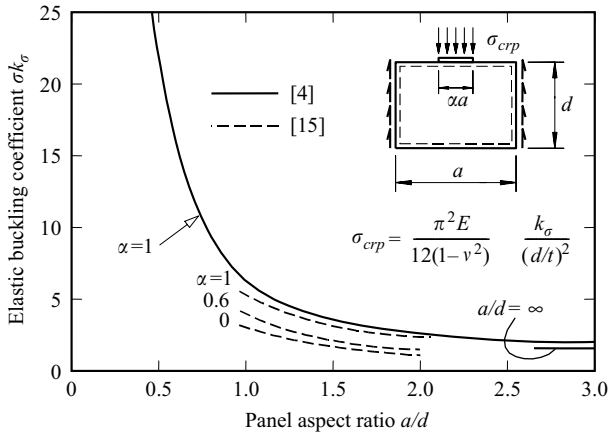 Elastic buckling coefficient σkσ
25
20
15
10
5
0
0
0.5
1.0
1.5
2.0
2.5
3.0
Panel aspect ratio a/d
[4]
[15]
α=1
α=1
0.6
0
σcrp
αa
d
a
σcrp = π²E / 12(1– ν²) kσ / (d/t)²
a/d = ∞